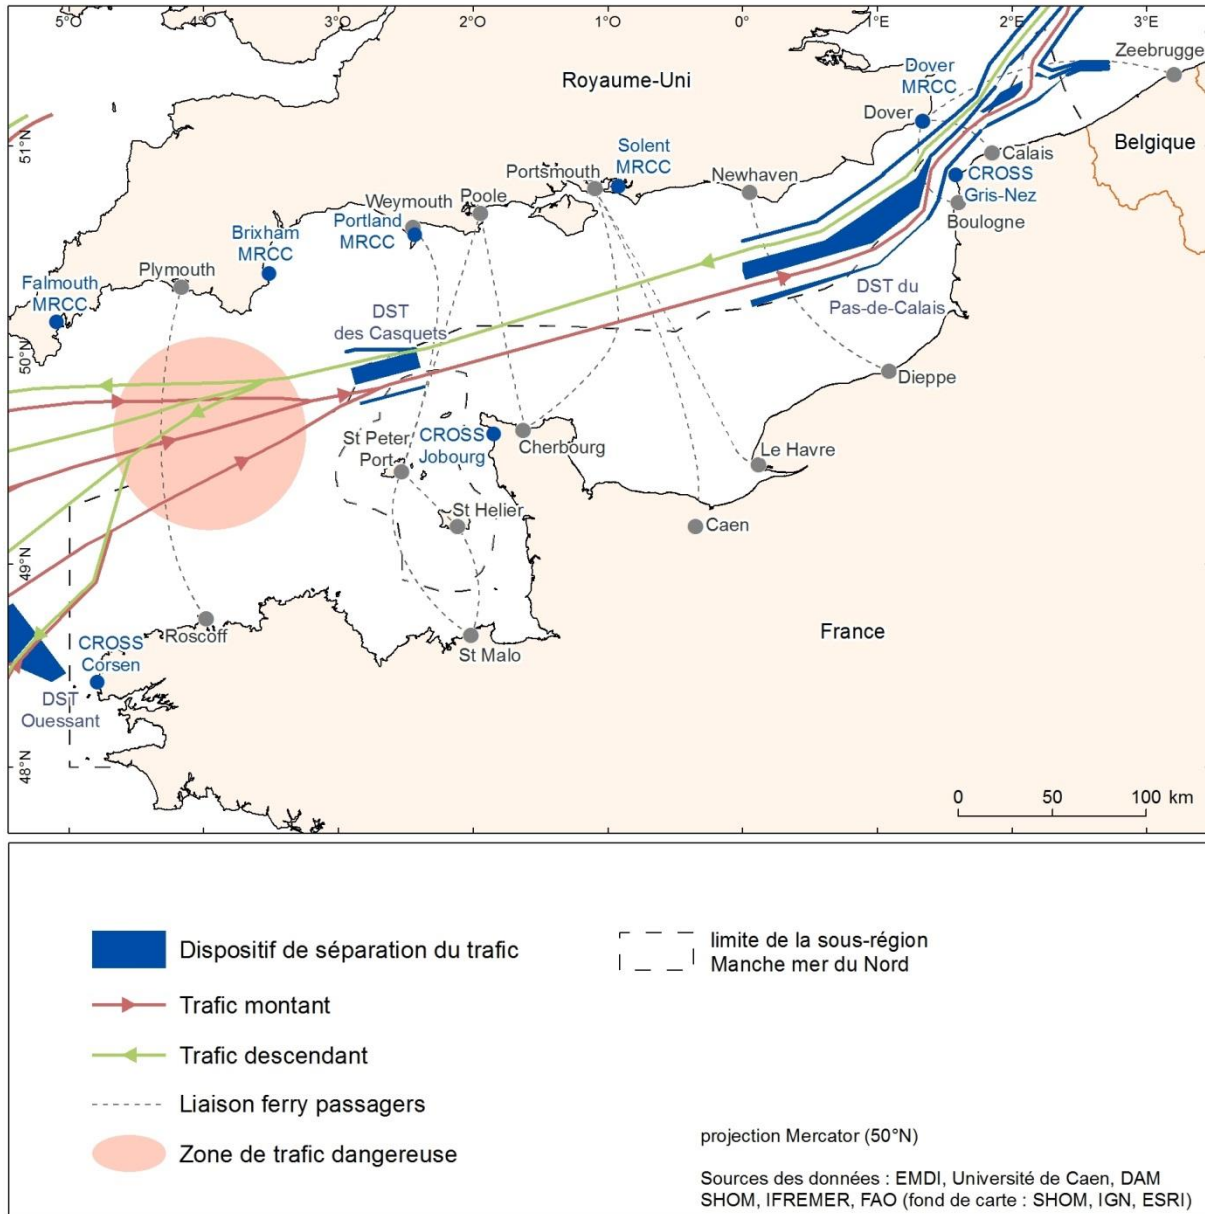 5°O
4°O
3°O
2°O
1°O
0°
1°E
2°E
3°E
51°N
50°N
49°N
48°N
Royaume-Uni
Zeebrugge
Dover
MRCC
Dover
Belgique
Calais
CROSS
Gris-Nez
Boulogne
Solent
MRCC
Portsmouth
Newhaven
Weymouth
Poole
Portland
MRCC
Brixham
MRCC
Plymouth
Falmouth
MRCC
DST
des Casquets
DST du
Pas-de-Calais
Dieppe
St Peter
Port
CROSS
Jobourg
Cherbourg
Le Havre
St Helier
Caen
Roscoff
St Malo
France
CROSS
Corsen
DST
Ouessant
0 50 100 km
Dispositif de séparation du trafic
limite de la sous-région
Manche mer du Nord
Trafic montant
Trafic descendant
Liaison ferry passagers
Zone de trafic dangereuse
projection Mercator (50°N)
Sources des données : EMDI, Université de Caen, DAM
SHOM, IFREMER, FAO (fond de carte : SHOM, IGN, ESRI)